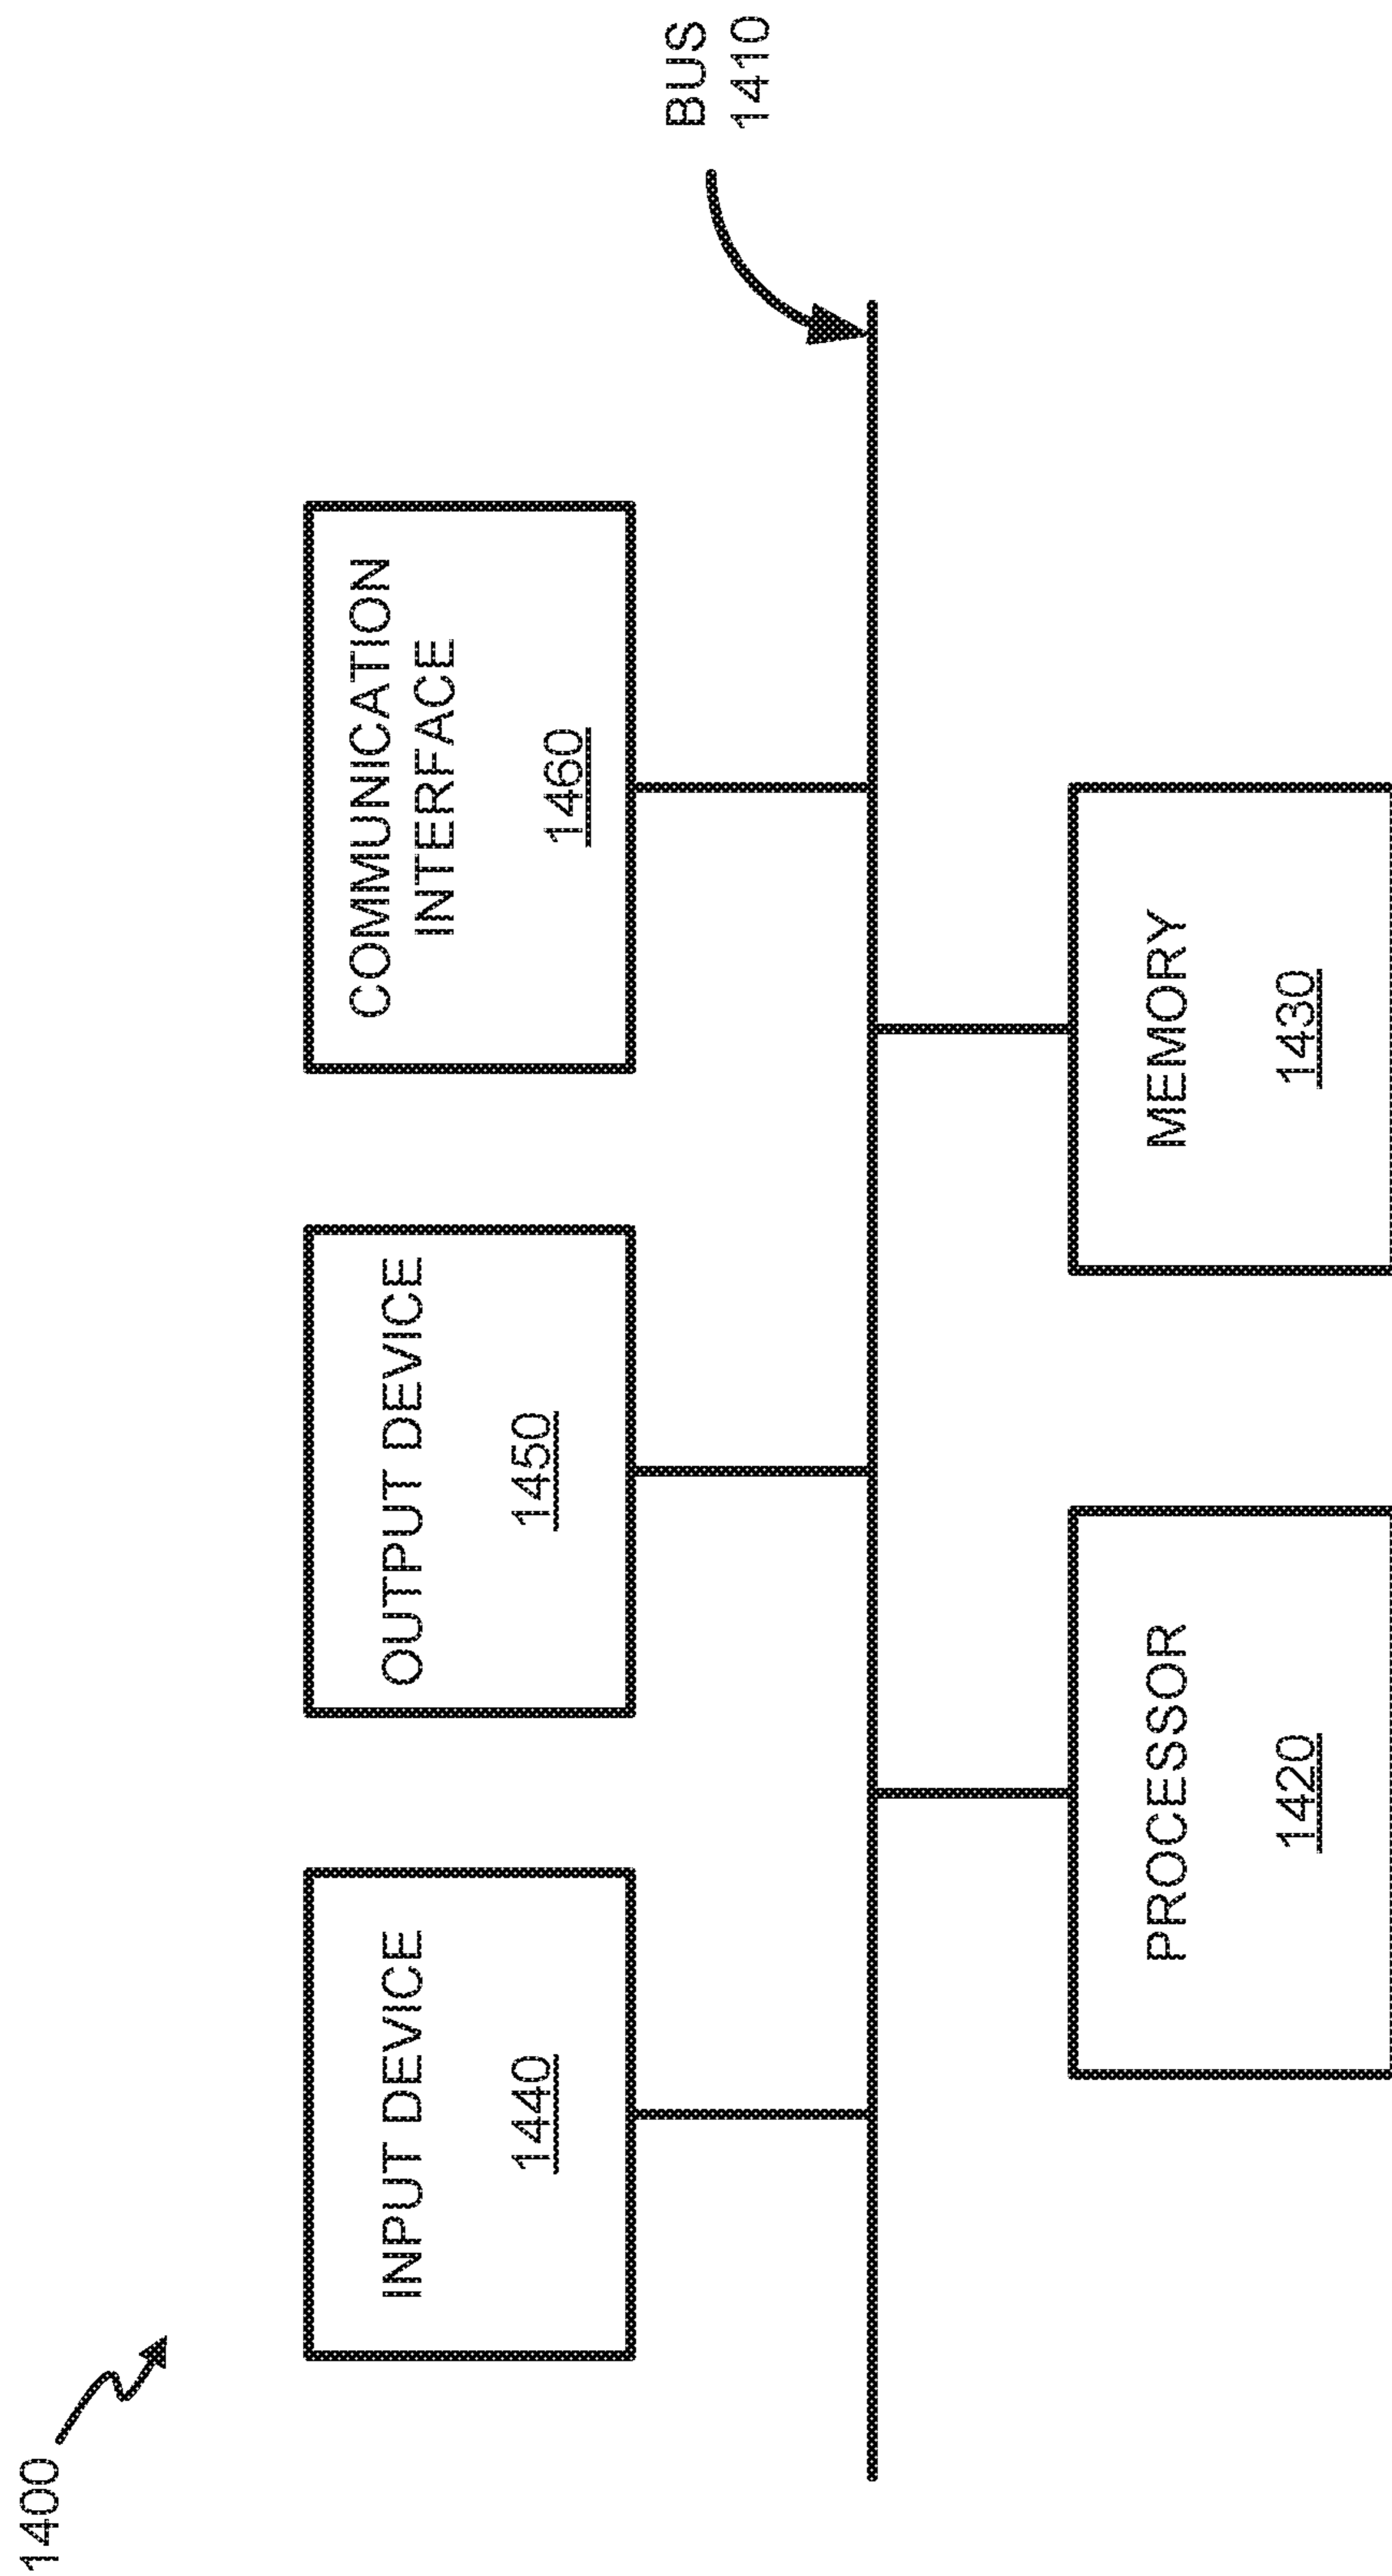 1400
INPUT DEVICE
1440
OUTPUT DEVICE
1450
COMMUNICATION
INTERFACE
1460
BUS
1410
PROCESSOR
1420
MEMORY
1430